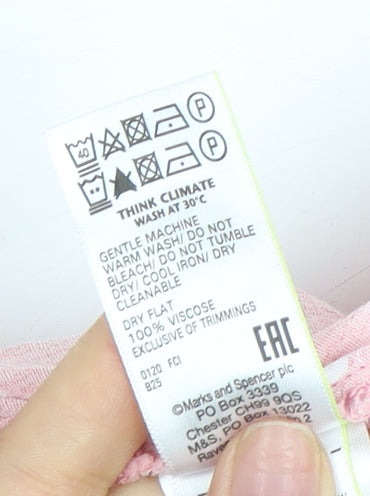 40 P
P
THINK CLIMATE
WASH AT 30°C
GENTLE MACHINE
WARM WASH/ DO NOT
BLEACH/ DO NOT TUMBLE
DRY/ COOL IRON/ DRY
CLEANABLE
DRY FLAT
100% VISCOSE
EXCLUSIVE OF TRIMMINGS
0120 FCI
B25
EAC
©Marks and Spencer plc
PO Box 3339
Chester CH99 9QS
M&S, PO Box 13022